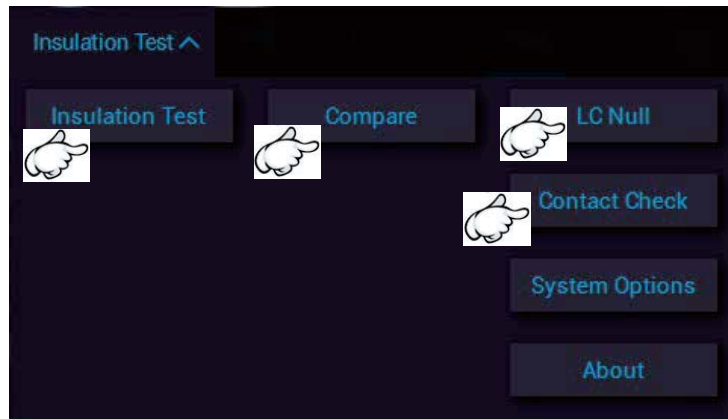 Insulation Test
Insulation Test
Compare
LC Null
Contact Check
System Options
About